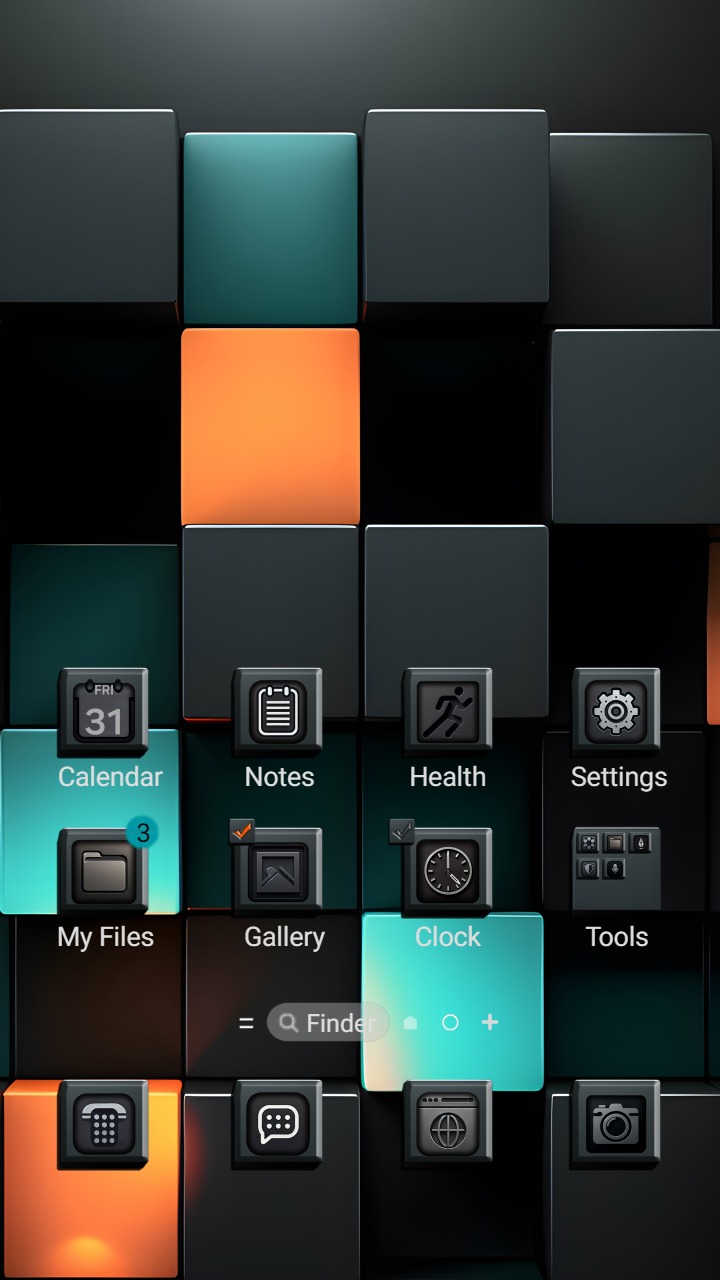 FRI
31
Calendar
Notes
Health
Settings
3
My Files
Gallery
Clock
Tools
Finder